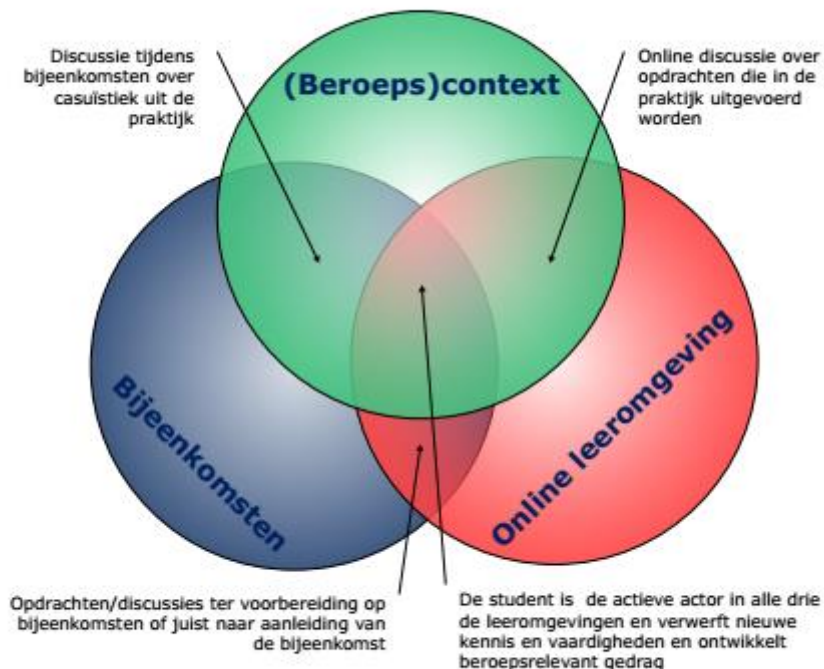 Discussie tijdens
bijeenkomsten over
casuïstiek uit de
praktijk
Online discussie over
opdrachten die in de
praktijk uitgevoerd
worden
(Beroeps)context
Bijeenkomsten
Online leeromgeving
Opdrachten/discussies ter voorbereiding op
bijeenkomsten of juist naar aanleiding van
de bijeenkomst
De student is de actieve actor in alle drie
de leeromgevingen en verwerft nieuwe
kennis en vaardigheden en ontwikkelt
beroepsrelevant gedrag